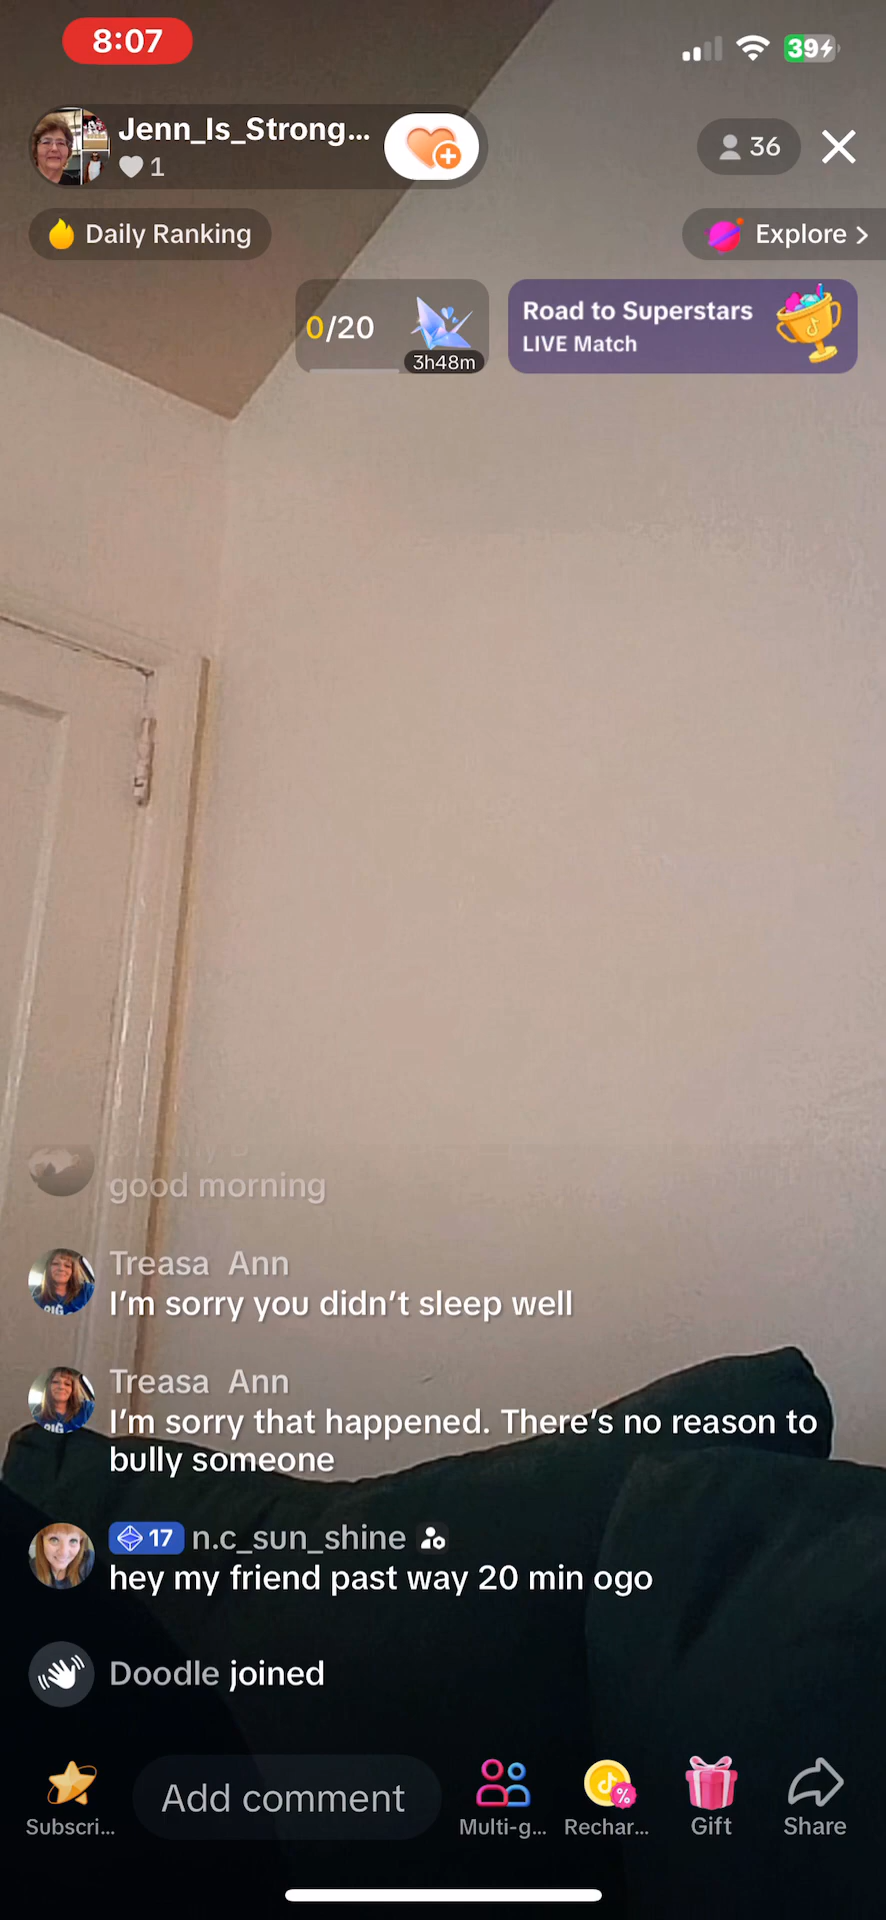 8:07
39
Jenn_Is_Strong...
1
36
Daily Ranking
Explore >
0/20
3h48m
Road to Superstars
LIVE Match
good morning
Treasa Ann
I'm sorry you didn't sleep well
Treasa Ann
I'm sorry that happened. There's no reason to
bully someone
17 n.c_sun_shine
hey my friend past way 20 min ogo
Doodle joined
Add comment
Subscri...
Multi-g...
Rechar...
Gift
Share